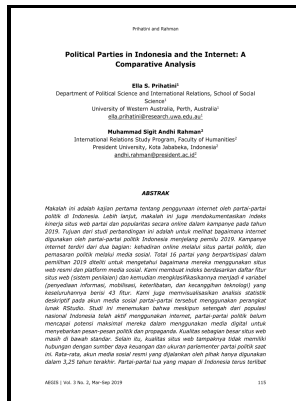 Prihatini and Rahman
Political Parties in Indonesia and the Internet: A
Comparative Analysis
Ella S. Prihatini¹
Department of Political Science and International Relations, School of Social
Science¹
University of Western Australia, Perth, Australia¹
ella.prihatini@research.uwa.edu.au¹
Muhammad Sigit Andhi Rahman²
International Relations Study Program, Faculty of Humanities²
President University, Kota Jababeka, Indonesia²
andhi.rahman@president.ac.id²
ABSTRAK
Makalah ini adalah kajian pertama tentang penggunaan internet oleh partai-partai
politik di Indonesia. Lebih lanjut, makalah ini juga mendokumentasikan indeks
kinerja situs web partai dan popularitas secara online dalam kampanye pada tahun
2019. Tujuan dari studi perbandingan ini adalah untuk melihat bagaimana internet
digunakan oleh partai-partai politik Indonesia menjelang pemilu 2019. Kampanye
internet terdiri dari dua bagian: kehadiran online melalui situs partai politik, dan
pemasaran politik melalui media sosial. Total 16 partai yang berpartisipasi dalam
pemilihan 2019 diteliti untuk mengetahui bagaimana mereka menggunakan situs
web resmi dan platform media sosial. Kami membuat indeks berdasarkan daftar fitur
situs web (sistem penilaian) dan kemudian mengklasifikasikannya menjadi 4 variabel
(penyediaan informasi, mobilisasi, keterlibatan, dan kecanggihan teknologi) yang
keseluruhannya berisi 43 fitur. Kami juga memvisualisasikan analisis statistik
deskriptif pada akun media sosial partai-partai tersebut menggunakan perangkat
lunak RStudio. Studi ini menemukan bahwa meskipun setengah dari populasi
nasional Indonesia telah aktif menggunakan internet, partai-partai politik belum
mencapai potensi maksimal mereka dalam menggunakan media digital untuk
menyebarkan pesan-pesan politik dan propaganda. Kualitas sebagian besar situs web
masih di bawah standar. Selain itu, kualitas situs web tampaknya tidak memiliki
hubungan dengan sumber daya keuangan dan ukuran parlementer partai politik saat
ini. Rata-rata, akun media sosial resmi yang dijalankan oleh pihak hanya digunakan
dalam 3,25 tahun terakhir. Partai-partai tua yang mapan di Indonesia terus terlibat
AEGIS | Vol. 3 No. 2, Mar-Sep 2019 115